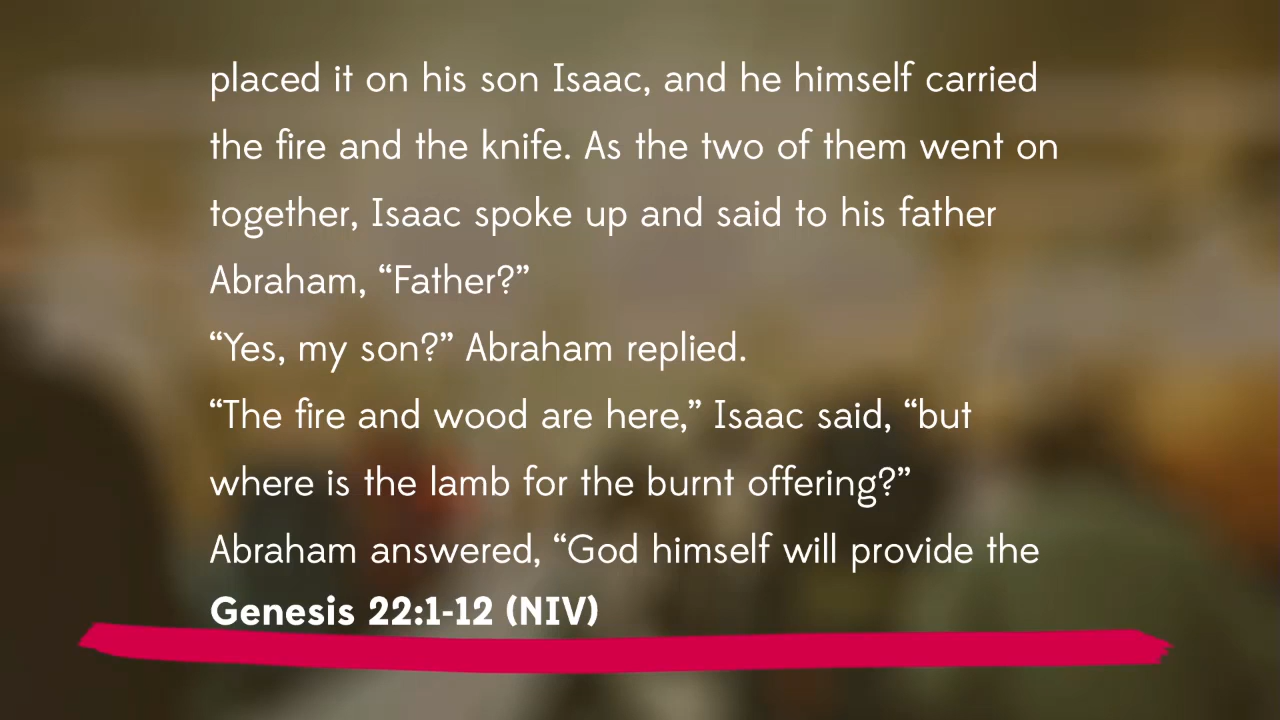 placed it on his son Isaac, and he himself carried
the fire and the knife. As the two of them went on
together, Isaac spoke up and said to his father
Abraham, “Father?”
“Yes, my son?” Abraham replied.
“The fire and wood are here,” Isaac said, “but
where is the lamb for the burnt offering?”
Abraham answered, “God himself will provide the
Genesis 22:1-12 (NIV)